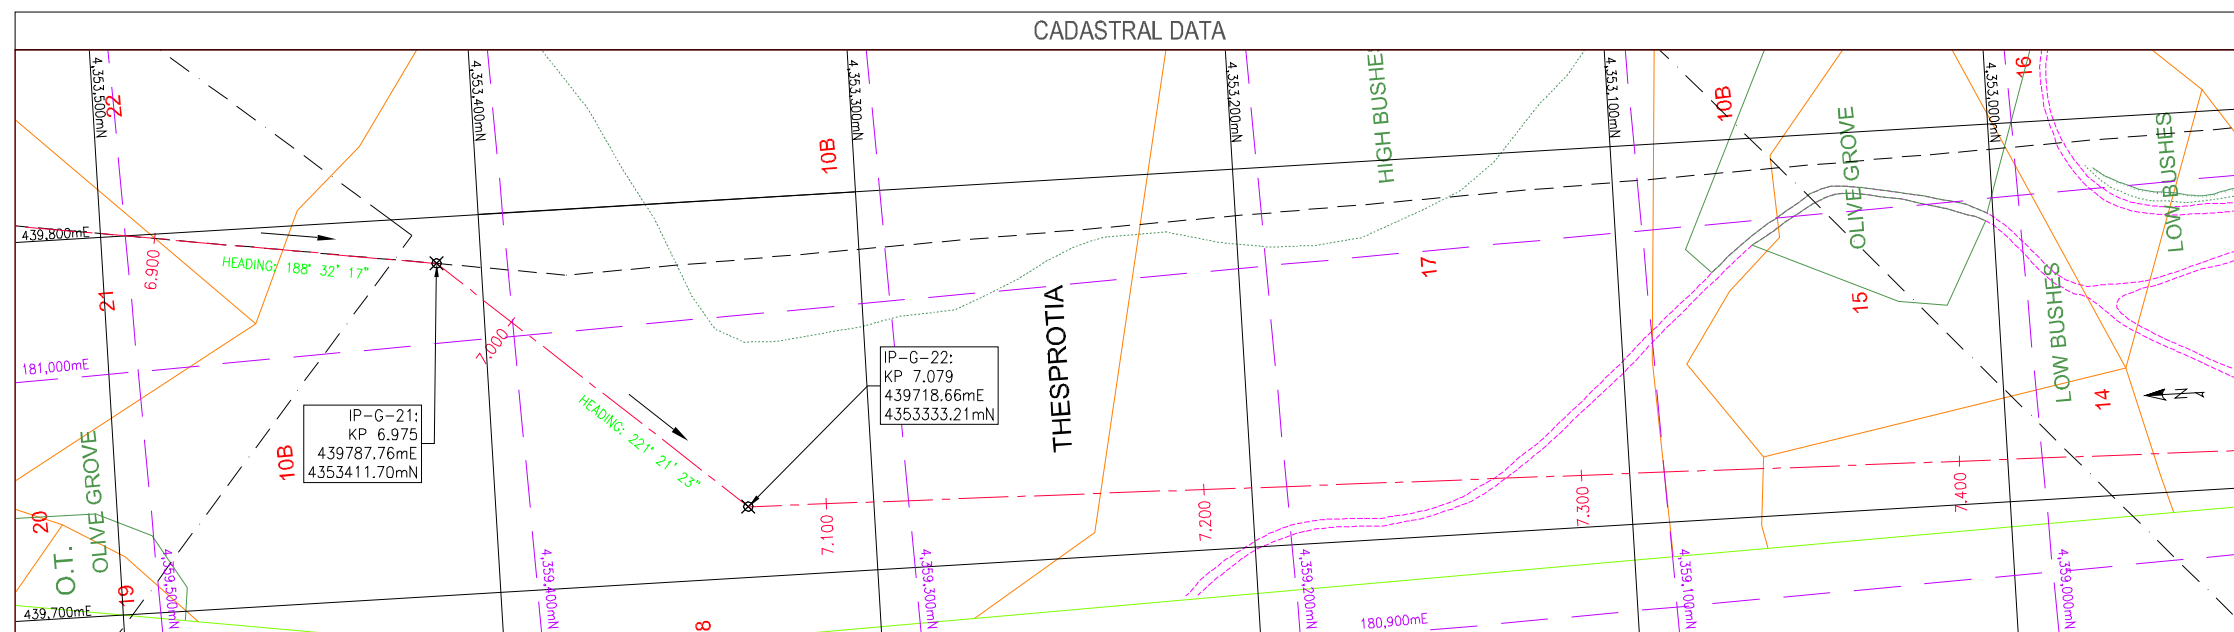 CADASTRAL DATA
4,353,500mN
22
4,353,400mN
4,353,300mN
10B
4,353,200mN
HIGH BUSHE
4,353,100mN
10B
OLIVE GROVE
4,353,000mN
16
LOW BUSHES
439,800mE
6.900
HEADING: 188° 32' 17"
21
17
15
181,000mE
7.000
THESPROTIA
IP-G-22:
KP 7.079
439718.66mE
4353333.21mN
LOW BUSHES
14
N
IP-G-21:
KP 6.975
439787.76mE
4353411.70mN
10B
HEADING: 221° 21' 23"
OLIVE GROVE
20
O.T.
7.100
7.200
7.300
7.400
19
439,700mE
4,359,500mN
4,359,400mN
4,359,300mN
4,359,200mN
4,359,100mN
4,359,000mN
8
180,900mE